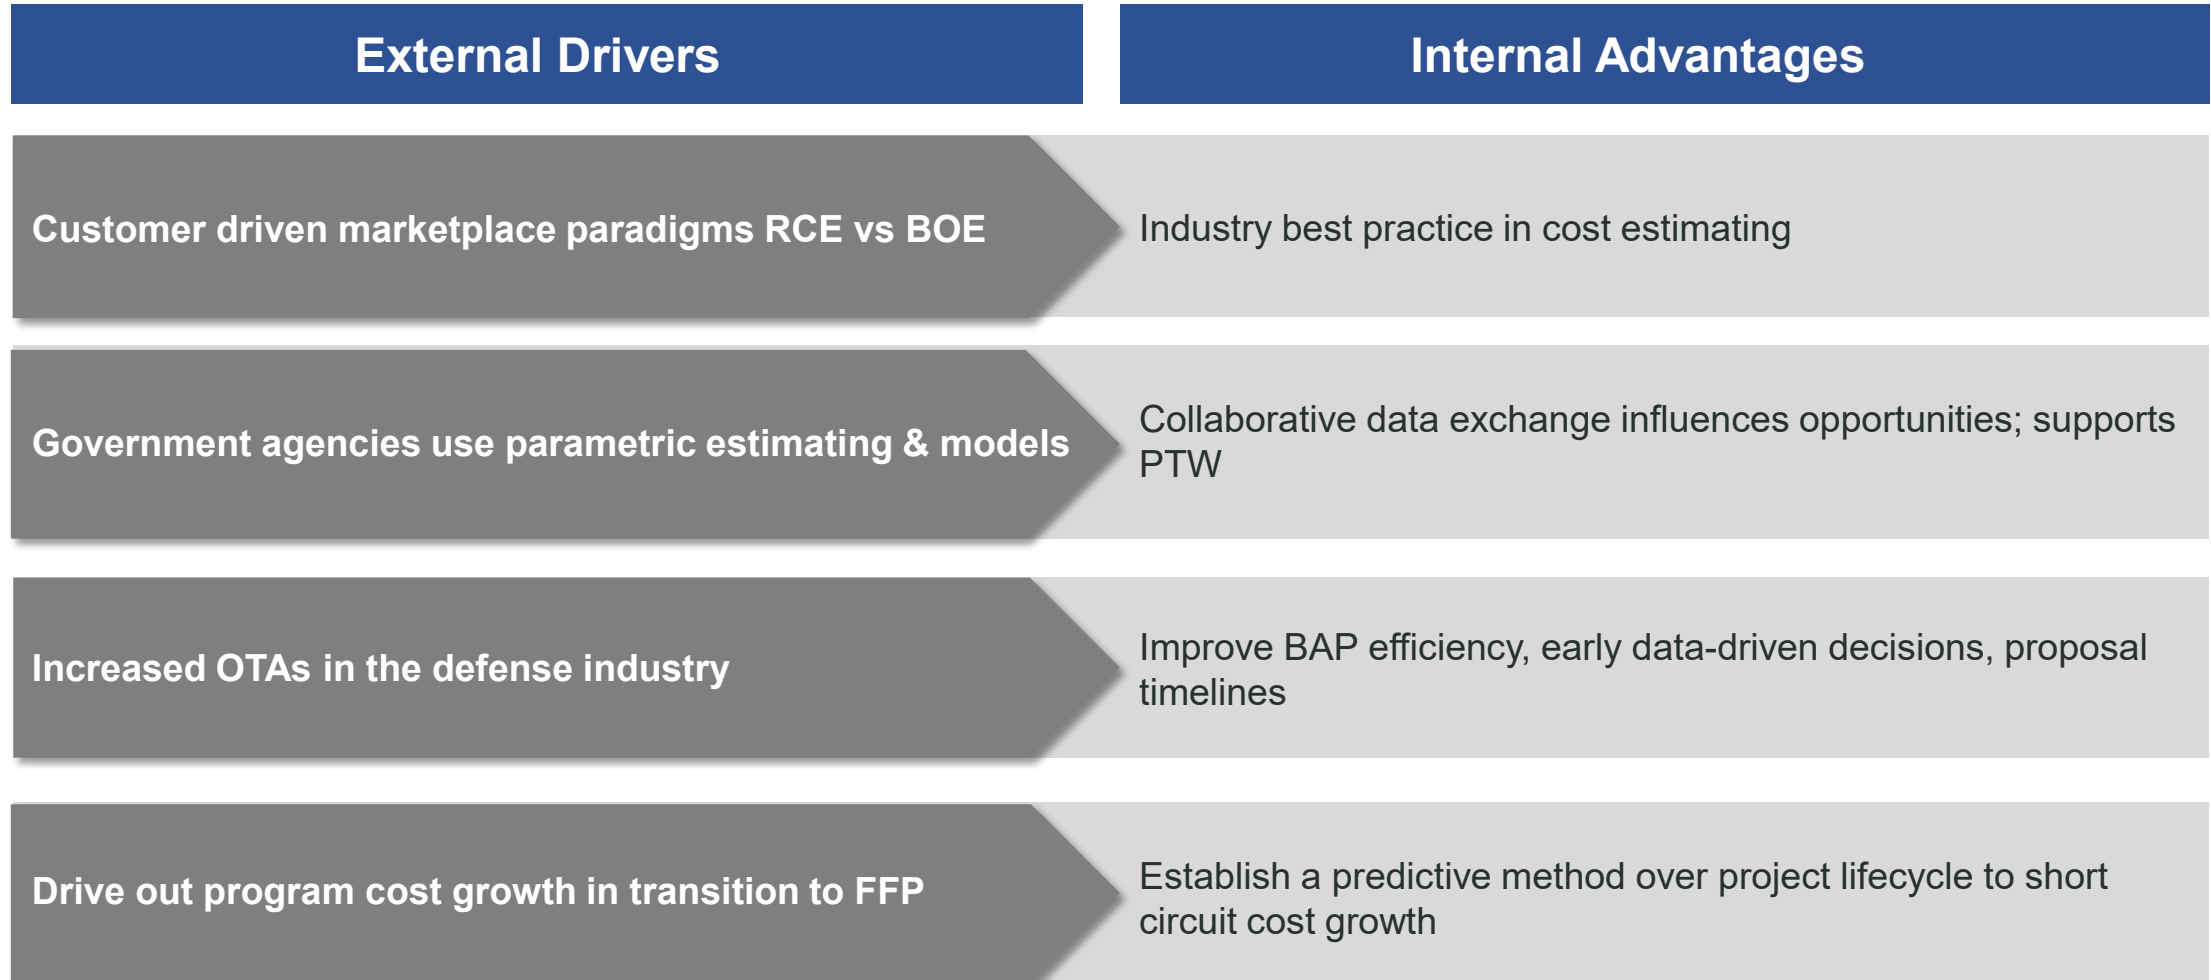 External Drivers
Internal Advantages
Customer driven marketplace paradigms RCE vs BOE
Industry best practice in cost estimating
Government agencies use parametric estimating & models
Collaborative data exchange influences opportunities; supports
PTW
Increased OTAs in the defense industry
Improve BAP efficiency, early data-driven decisions, proposal
timelines
Drive out program cost growth in transition to FFP
Establish a predictive method over project lifecycle to short
circuit cost growth